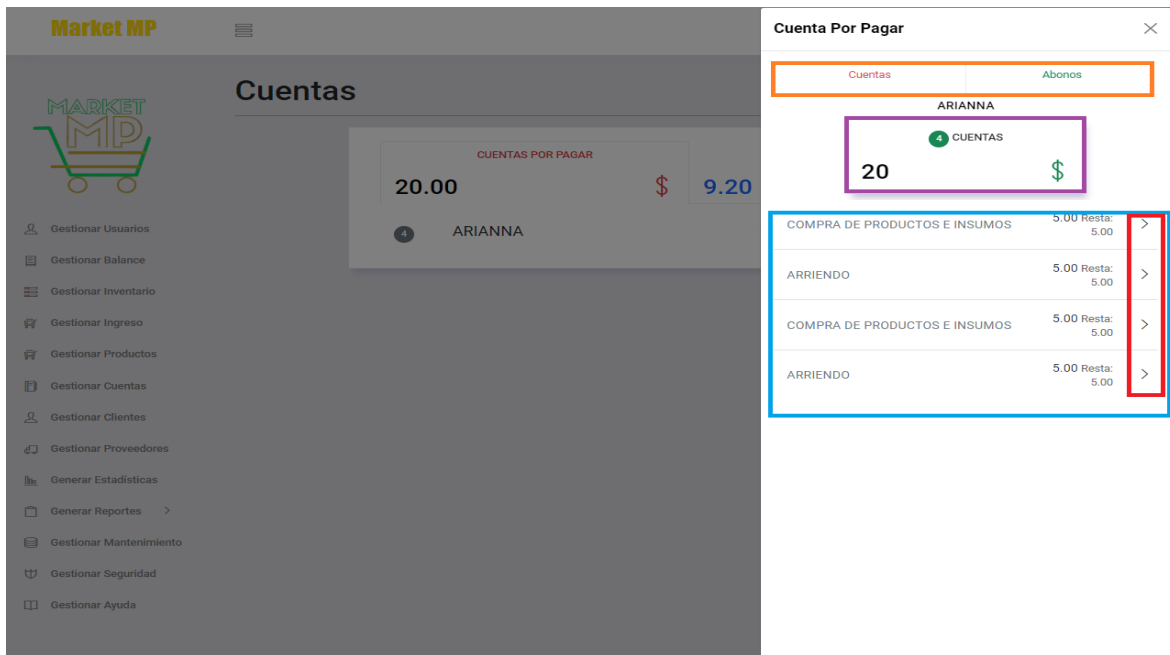 Market MP
MARKET
MP
Gestionar Usuarios
Gestionar Balance
Gestionar Inventario
Gestionar Ingreso
Gestionar Productos
Gestionar Cuentas
Gestionar Clientes
Gestionar Proveedores
Generar Estadísticas
Generar Reportes >
Gestionar Mantenimiento
Gestionar Seguridad
Gestionar Ayuda
Cuentas
CUENTAS POR PAGAR
20.00 $ 9.20
4 ARIANNA
Cuenta Por Pagar
Cuentas Abonos
ARIANNA
4 CUENTAS
20 $
COMPRA DE PRODUCTOS E INSUMOS 5.00 Resta:
5.00
ARRIENDO 5.00 Resta:
5.00
COMPRA DE PRODUCTOS E INSUMOS 5.00 Resta:
5.00
ARRIENDO 5.00 Resta:
5.00